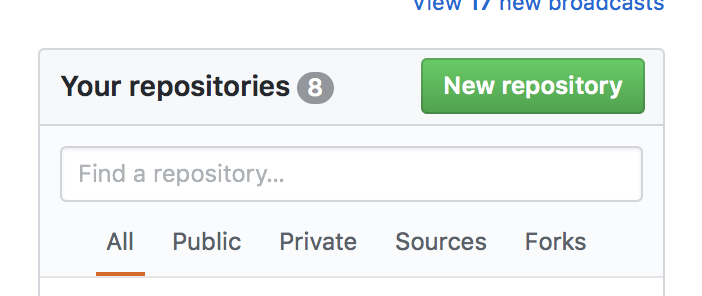 View 17 new broadcasts
Your repositories 8
New repository
Find a repository...
All Public Private Sources Forks